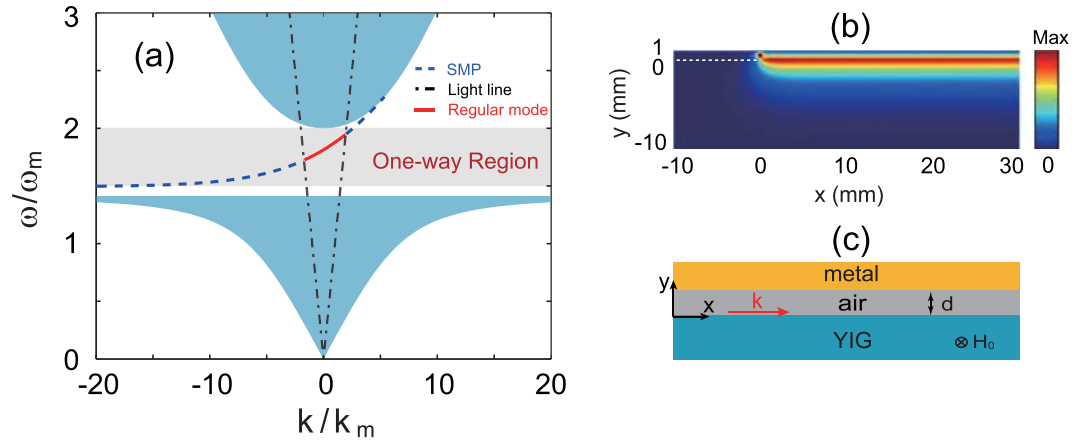 (a)
3
2
1
0
ω/ω m
-20
-10
0
10
20
k / k m
SMP
Light line
Regular mode
One-way Region
(b)
Max
0
1
0
-10
y (mm)
-10
0
10
20
30
x (mm)
(c)
metal
y
k
air
d
x
YIG
⊗ H₀